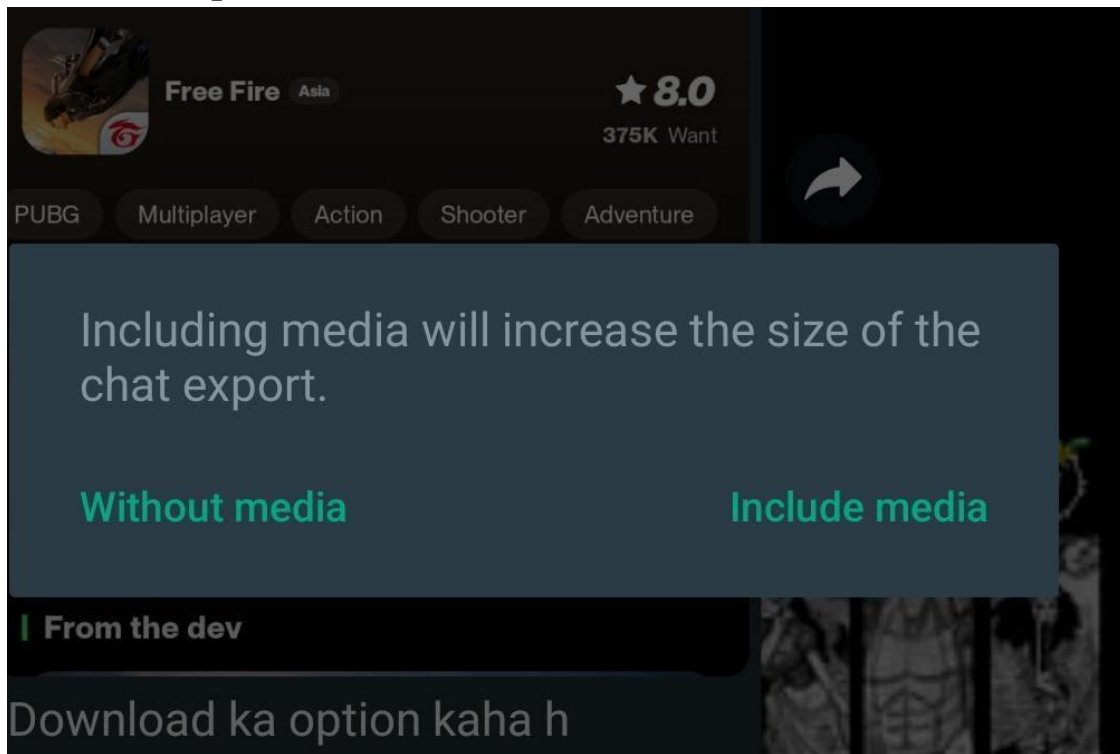 Free Fire Asia
8.0
375K Want
PUBG Multiplayer Action Shooter Adventure
Including media will increase the size of the
chat export.
Without media Include media
From the dev
Download ka option kaha h